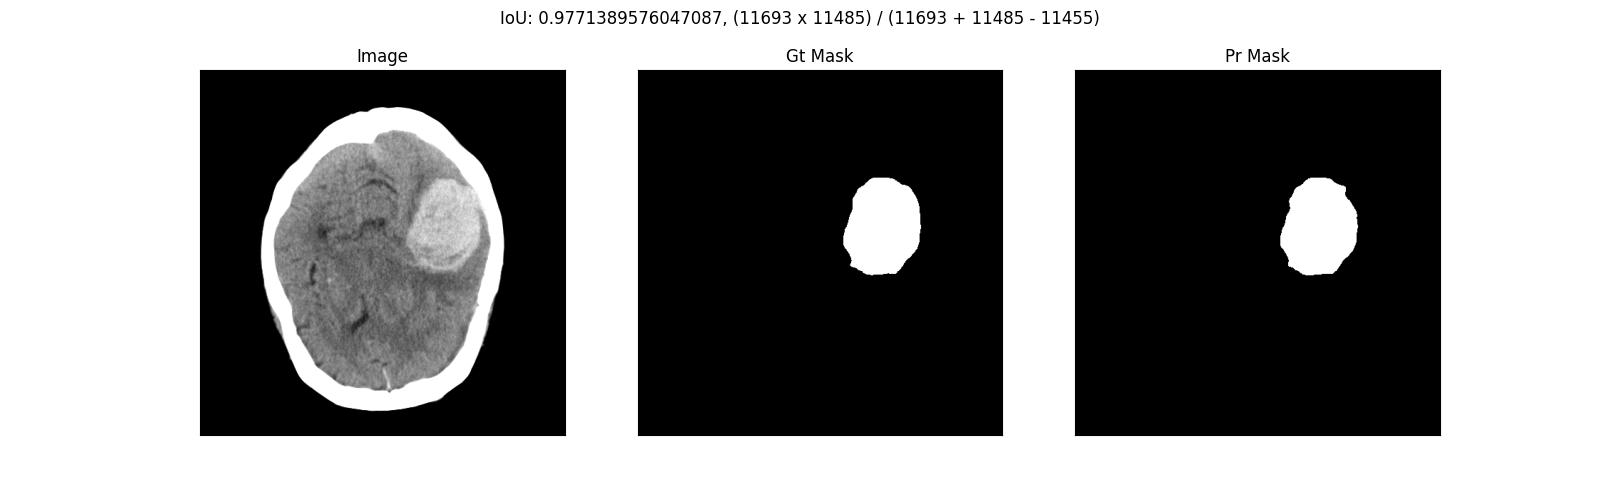 IoU: 0.9771389576047087, (11693 x 11485) / (11693 + 11485 - 11455)
Image
Gt Mask
Pr Mask